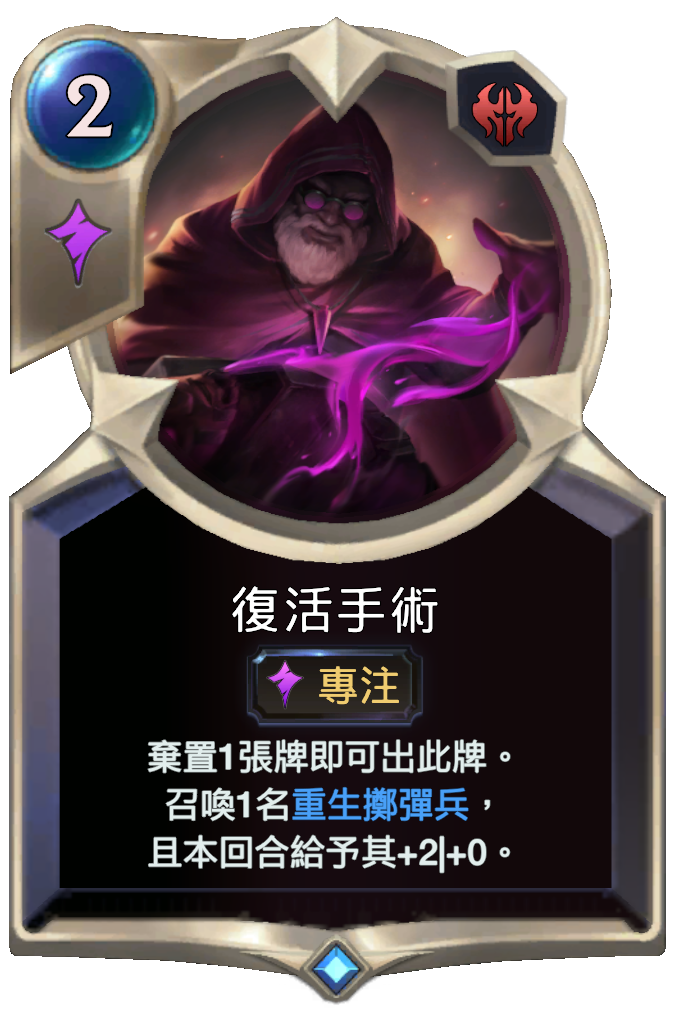 2
復活手術
專注
棄置1張牌即可出此牌。
召喚1名重生擲彈兵，
且本回合給予其+2|+0。